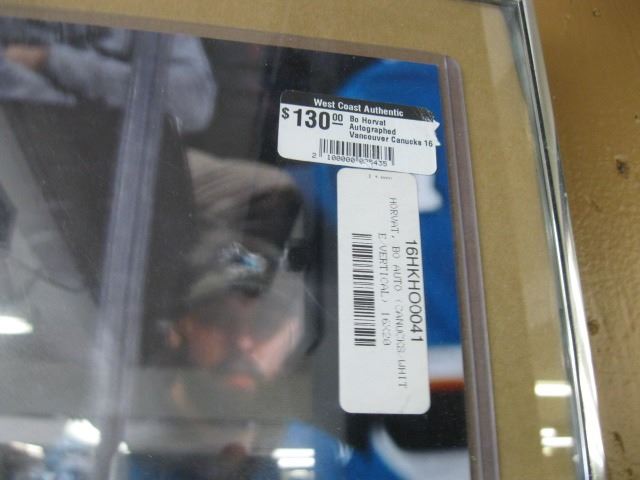 West Coast Authentic
$130.00
Bo Horvat
Autographed
Vancouver Canucks 16
16HKHO0041
HORVAT, BO AUTO (CANUCKS WHIT
E/VERTICAL) 16X20